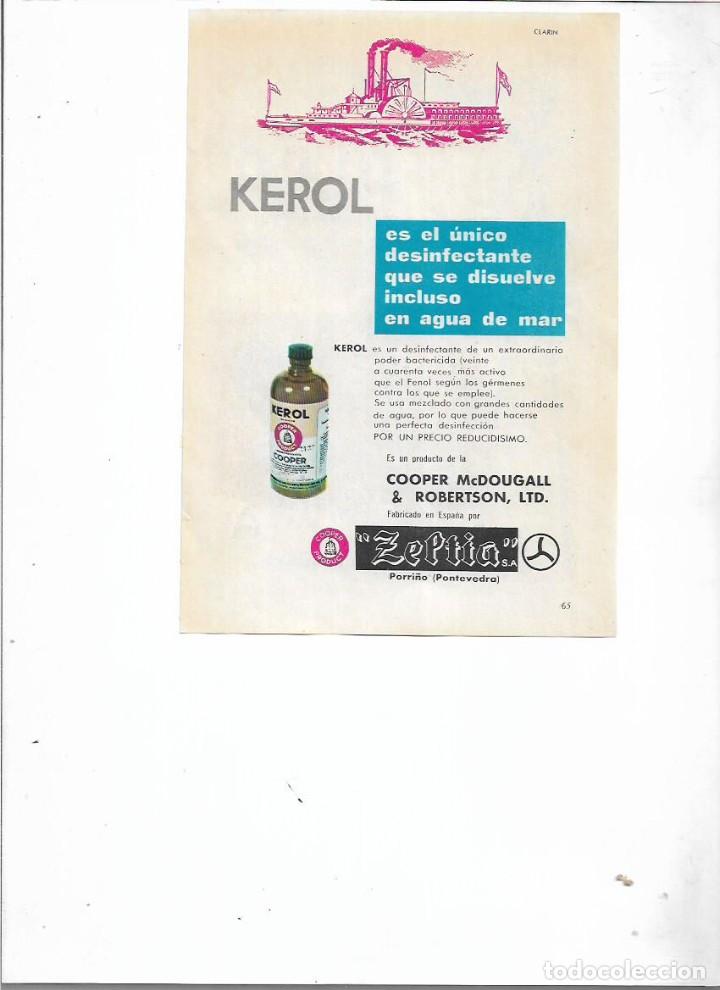 CLARIN
KEROL
es el único
desinfectante
que se disuelve
incluso
en agua de mar
KEROL es un desinfectante de un extraordinario
poder bactericida (veinte
a cuarenta veces más activo
que el Fenol según los gérmenes
contra los que se emplee).
Se usa mezclado con grandes cantidades
de agua, por lo que puede hacerse
una perfecta desinfección
POR UN PRECIO REDUCIDISIMO.
KEROL
COOPER
PRODUCT
COOPER
Es un producto de la
COOPER McDOUGALL
& ROBERTSON, LTD.
Fabricado en España por
COOPER
PRODUCT
"Zeltia" S.A
Porriño (Pontevedra)
65
todocoleccion